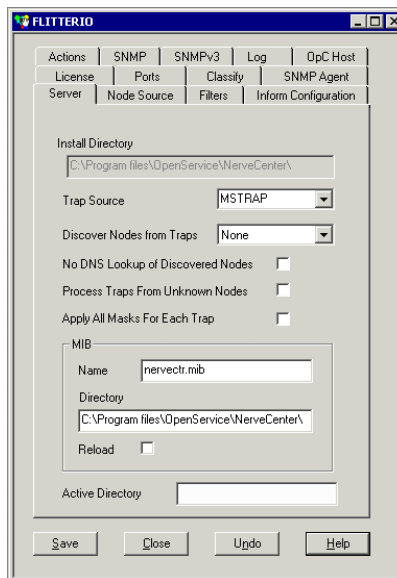 FLITTERIO
Actions SNMP SNMPv3 Log OpC Host
License Ports Classify SNMP Agent
Server Node Source Filters Inform Configuration
Install Directory
C:\Program files\OpenService\NerveCenter\
Trap Source MSTRAP
Discover Nodes from Traps None
No DNS Lookup of Discovered Nodes
Process Traps From Unknown Nodes
Apply All Masks For Each Trap
MIB
Name nervectr.mib
Directory
C:\Program files\OpenService\NerveCenter\
Reload
Active Directory
Save Close Undo Help